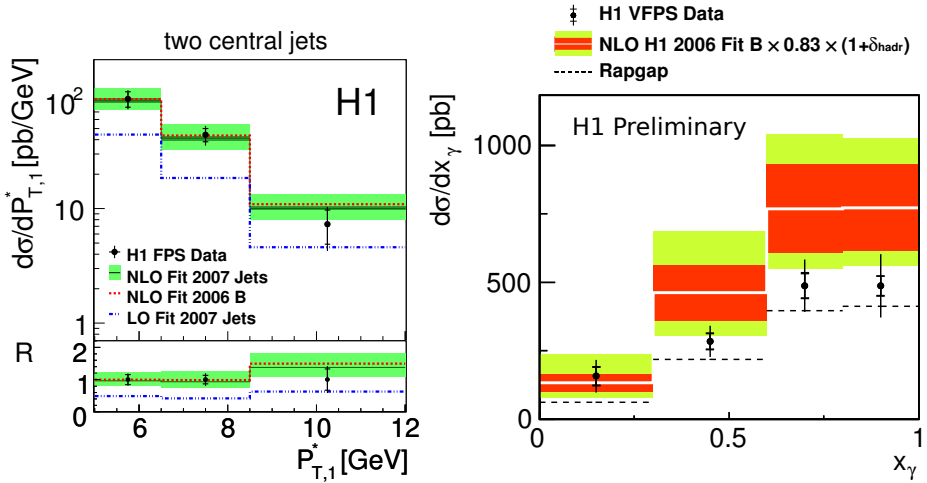 two central jets
dσ/dP*T,1 [pb/GeV]
10²
10
1
H1
H1 FPS Data
NLO Fit 2007 Jets
NLO Fit 2006 B
LO Fit 2007 Jets
R
2
1
0
6 8 10 12
P*T,1 [GeV]
H1 VFPS Data
NLO H1 2006 Fit B × 0.83 × (1+δhadr)
Rapgap
dσ/dxγ [pb]
H1 Preliminary
1000
500
0
0 0.5 1
xγ